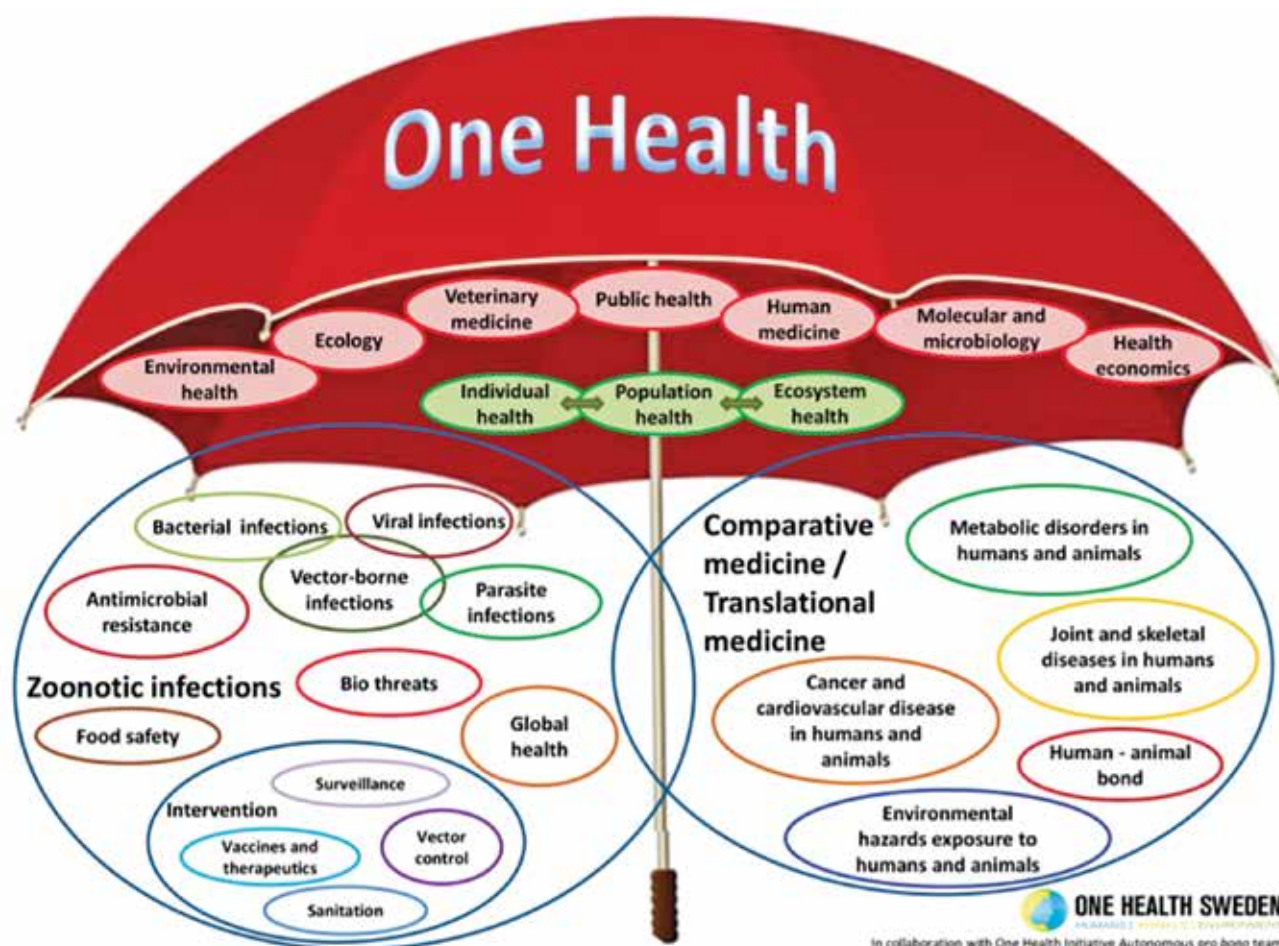 One Health
Environmental
health
Ecology
Veterinary
medicine
Public health
Human
medicine
Molecular and
microbiology
Health
economics
Individual
health
Population
health
Ecosystem
health
Bacterial infections
Viral infections
Vector-borne
infections
Parasite
infections
Antimicrobial
resistance
Zoonotic infections
Bio threats
Food safety
Global
health
Intervention
Surveillance
Vaccines and
therapeutics
Vector
control
Sanitation
Comparative
medicine /
Translational
medicine
Metabolic disorders in
humans and animals
Joint and skeletal
diseases in humans
and animals
Cancer and
cardiovascular disease
in humans and
animals
Human - animal
bond
Environmental
hazards exposure to
humans and animals
ONE HEALTH SWEDEN
HUMANS ANIMALS ENVIRONMENT
In collaboration with One Health Initiative Autonomous pro bono team